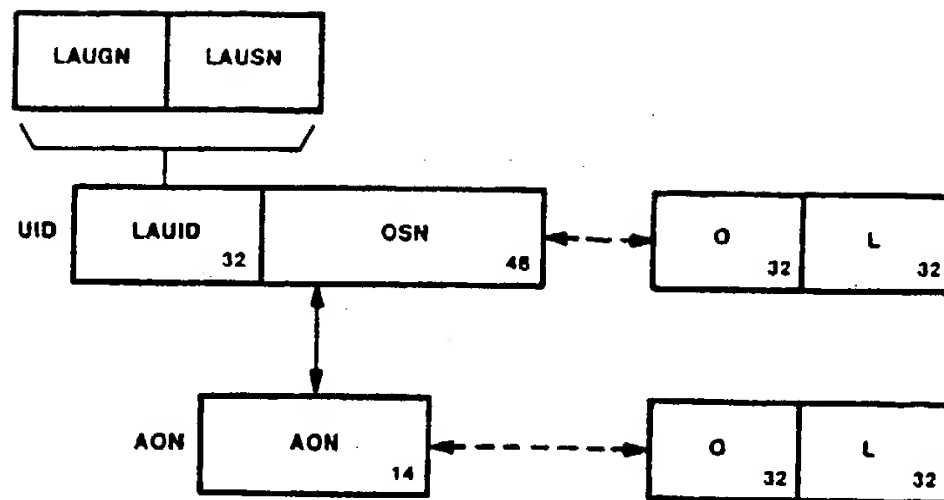 LAUGN LAUSN
UID LAUID 32 OSN 48 O 32 L 32
AON AON 14 O 32 L 32